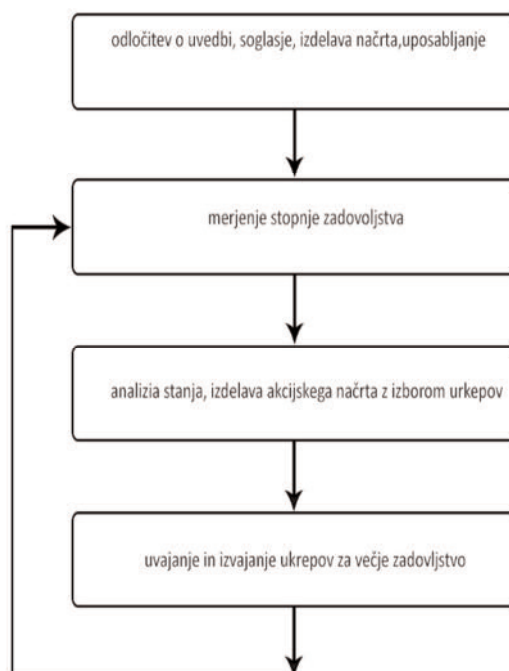 odločitev o uvedbi, soglasje, izdelava načrta,uposabljanje
merjenje stopnje zadovoljstva
analizia stanja, izdelava akcijskega načrta z izborom urkepov
uvajanje in izvajanje ukrepov za večje zadovljstvo